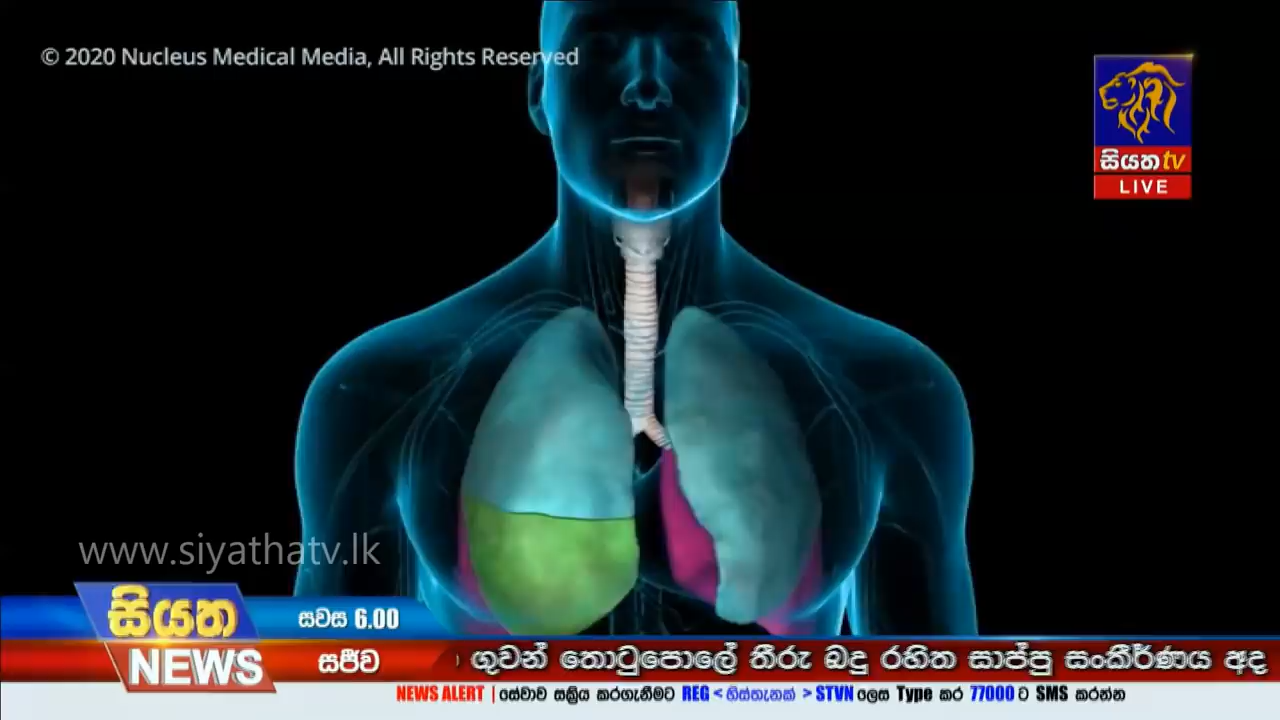 © 2020 Nucleus Medical Media, All Rights Reserved
සියත tv
LIVE
www.siyathatv.lk
සියත
NEWS
සවස 6.00
සජීව
ගුවන් තොටුපොලේ තීරු බදු රහිත සාප්පු සංකීර්ණය අද
NEWS ALERT | සේවාව සක්‍රිය කරගැනීමට REG < හිස්තැනක් > STVN ලෙස Type කර 77000 ට SMS කරන්න